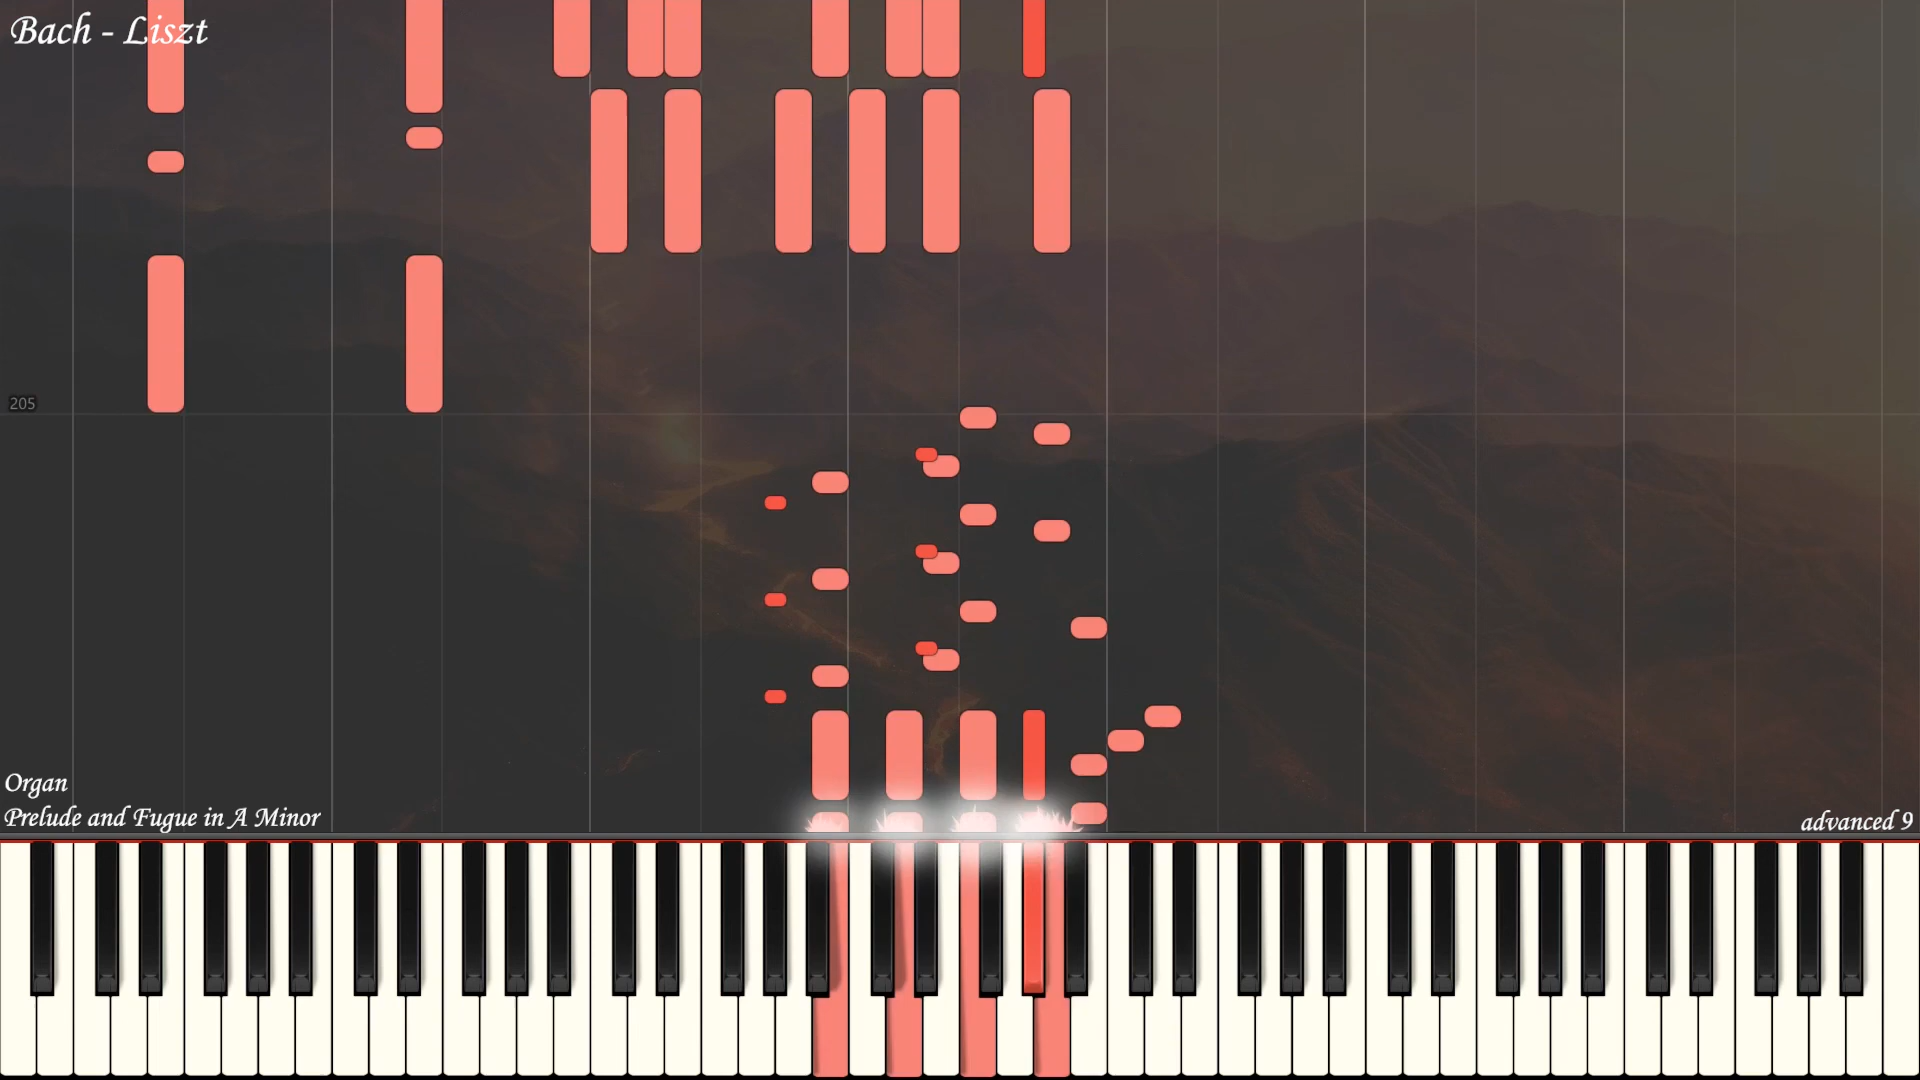 Bach - Liszt
205
Organ
Prelude and Fugue in A Minor
advanced 9